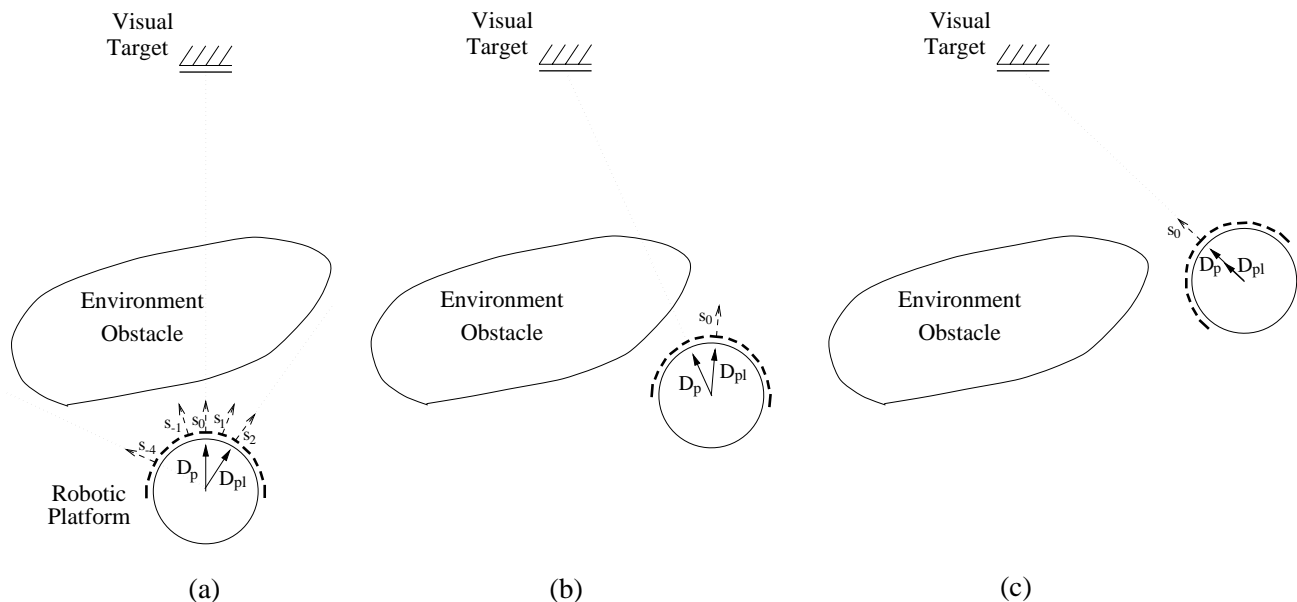 Visual
Target
Environment
Obstacle
s-4
s-1
s0
s1
s2
Dp
Dpl
Robotic
Platform
(a)
Visual
Target
Environment
Obstacle
s0
Dp
Dpl
(b)
Visual
Target
s0
Dp
Dpl
Environment
Obstacle
(c)